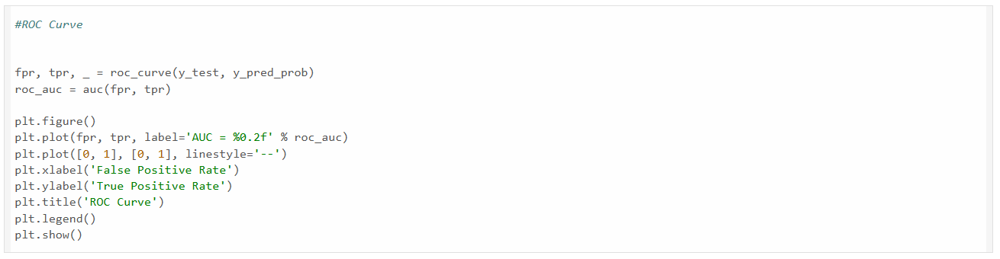 #ROC Curve
fpr, tpr, _ = roc_curve(y_test, y_pred_prob)
roc_auc = auc(fpr, tpr)
plt.figure()
plt.plot(fpr, tpr, label='AUC = %0.2f' % roc_auc)
plt.plot([0, 1], [0, 1], linestyle='--')
plt.xlabel('False Positive Rate')
plt.ylabel('True Positive Rate')
plt.title('ROC Curve')
plt.legend()
plt.show()